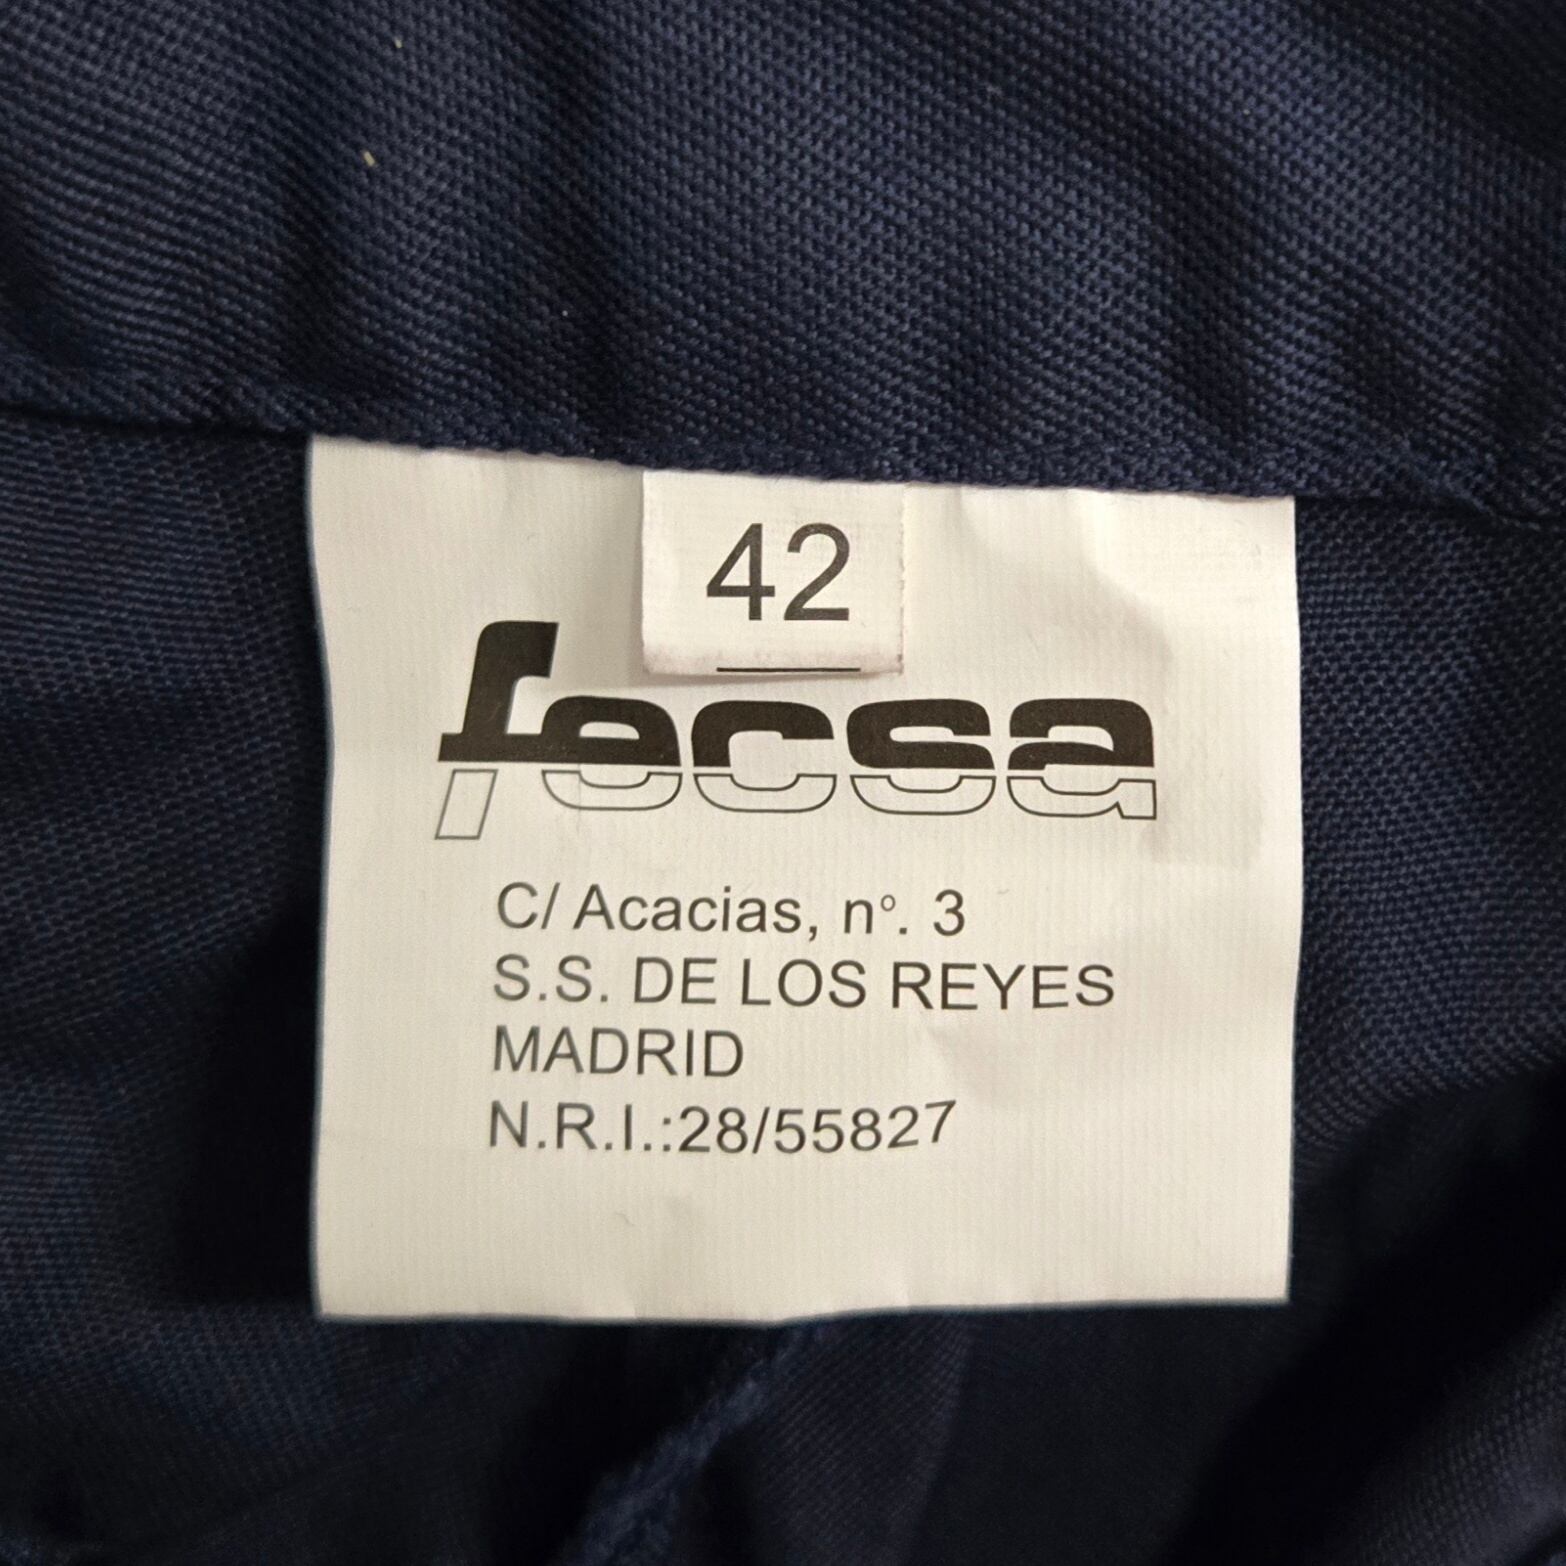 42
fecsa
C/ Acacias, nº. 3
S.S. DE LOS REYES
MADRID
N.R.I.:28/55827